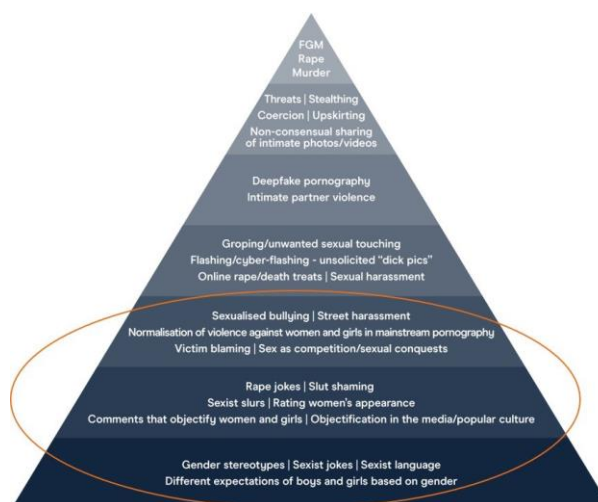 FGM
Rape
Murder
Threats | Stealthing
Coercion | Upskirting
Non-consensual sharing
of intimate photos/videos
Deepfake pornography
Intimate partner violence
Groping/unwanted sexual touching
Flashing/cyber-flashing - unsolicited "dick pics"
Online rape/death treats | Sexual harassment
Sexualised bullying | Street harassment
Normalisation of violence against women and girls in mainstream pornography
Victim blaming | Sex as competition/sexual conquests
Rape jokes | Slut shaming
Sexist slurs | Rating women's appearance
Comments that objectify women and girls | Objectification in the media/popular culture
Gender stereotypes | Sexist jokes | Sexist language
Different expectations of boys and girls based on gender